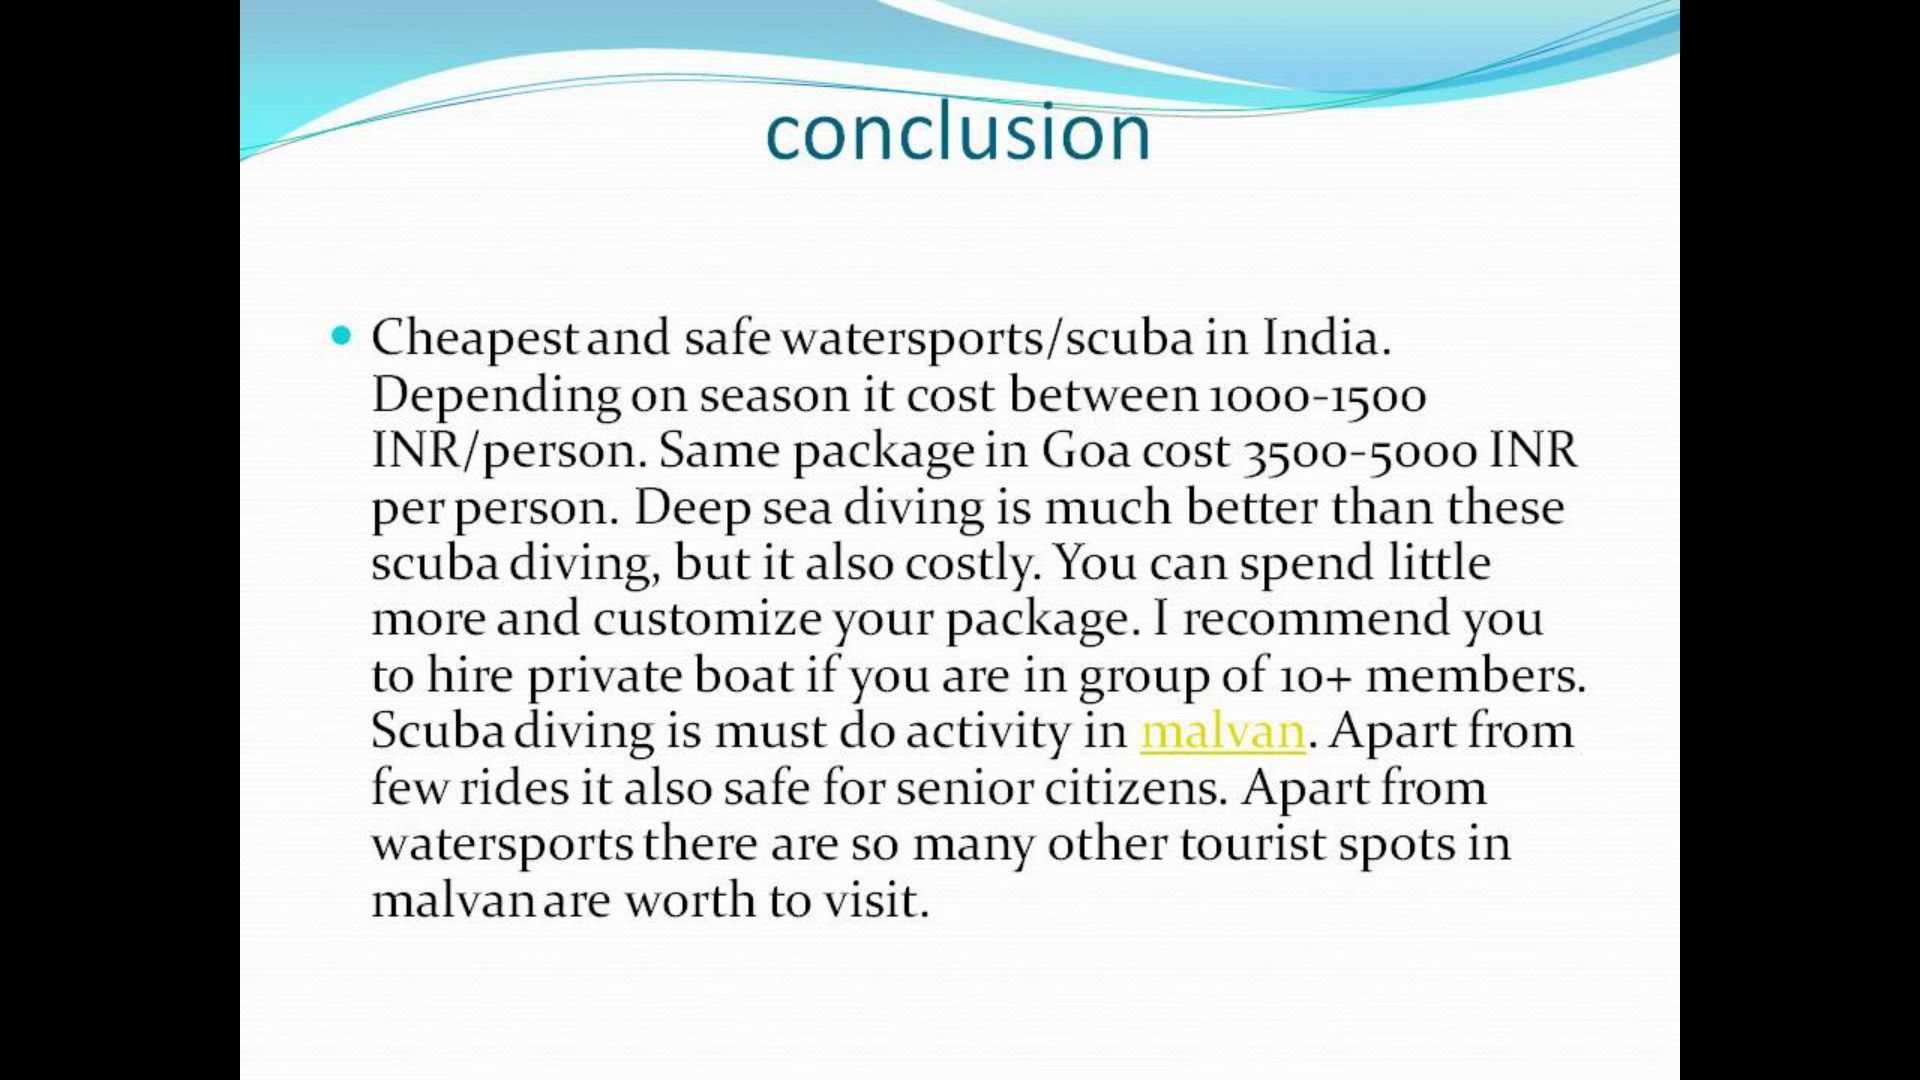 conclusion
Cheapest and safe watersports/scuba in India.
Depending on season it cost between 1000-1500
INR/person. Same package in Goa cost 3500-5000 INR
per person. Deep sea diving is much better than these
scuba diving, but it also costly. You can spend little
more and customize your package. I recommend you
to hire private boat if you are in group of 10+ members.
Scuba diving is must do activity in malvan. Apart from
few rides it also safe for senior citizens. Apart from
watersports there are so many other tourist spots in
malvan are worth to visit.